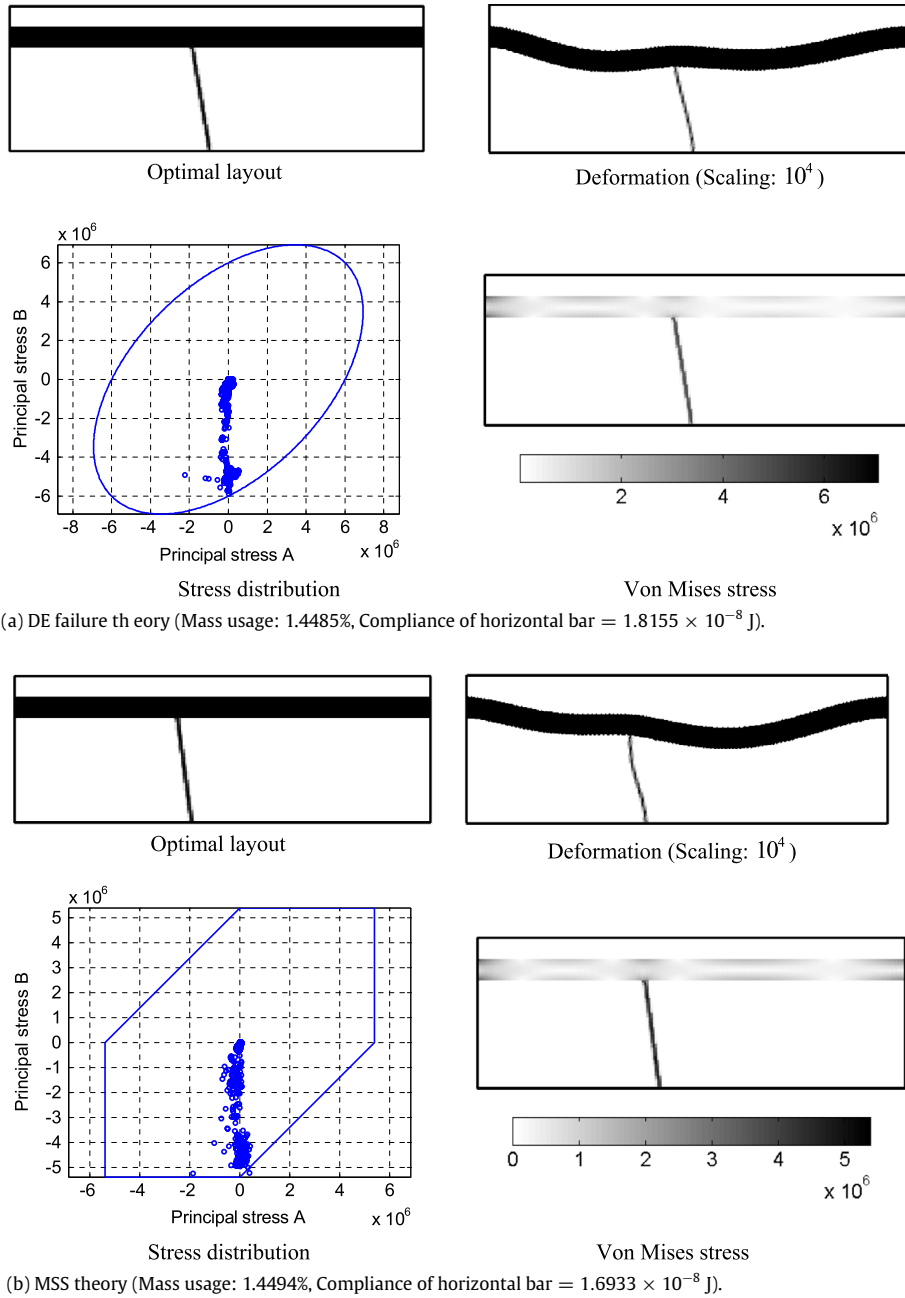 Optimal layout
Deformation (Scaling: 10^4)
x 10^6
6
4
2
0
-2
-4
-6
Principal stress B
-8 -6 -4 -2 0 2 4 6 8
Principal stress A x 10^6
2 4 6
x 10^6
Stress distribution
Von Mises stress
(a) DE failure th eory (Mass usage: 1.4485%, Compliance of horizontal bar = 1.8155 × 10^−8 J).
Optimal layout
Deformation (Scaling: 10^4)
x 10^6
5
4
3
2
1
0
-1
-2
-3
-4
-5
Principal stress B
-6 -4 -2 0 2 4 6
Principal stress A x 10^6
0 1 2 3 4 5
x 10^6
Stress distribution
Von Mises stress
(b) MSS theory (Mass usage: 1.4494%, Compliance of horizontal bar = 1.6933 × 10^−8 J).